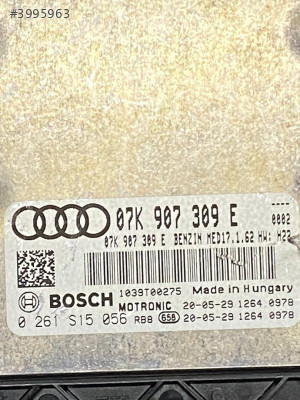 #3995963
07K 907 309 E
0002
07K 907 309 E BENZIN MED17.1.62 HW: H22
1039T00275 Made in Hungary
BOSCH MOTRONIC 20-05-29 1264 0978
0 261 S15 056 RBB 658 20-05-29 1264 0978